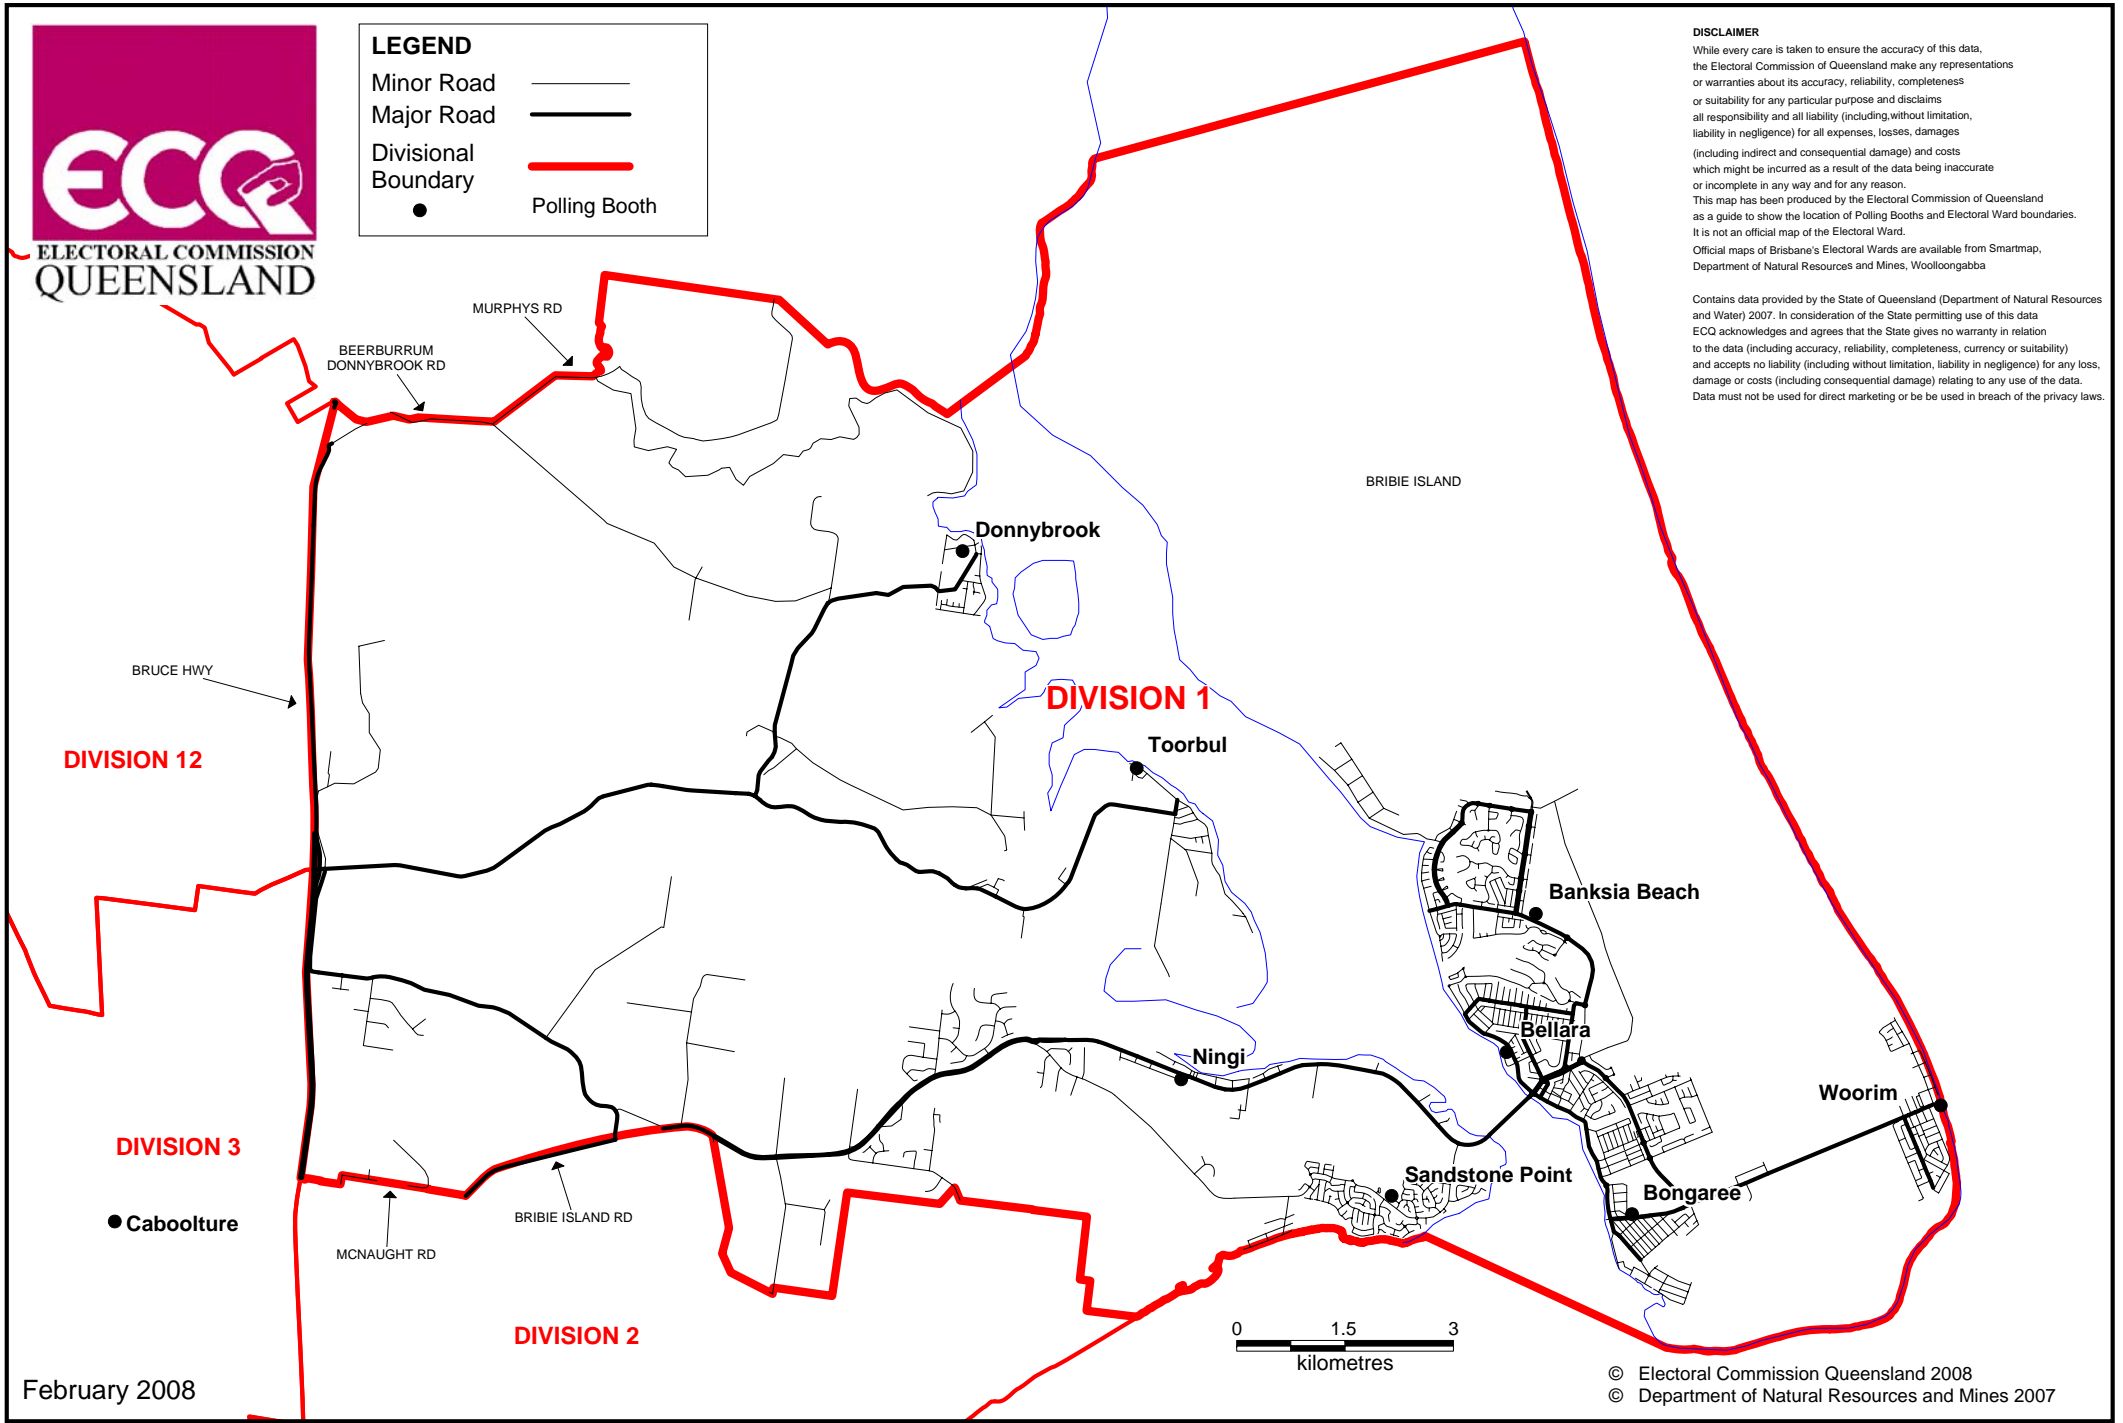 ECQ
ELECTORAL COMMISSION
QUEENSLAND
LEGEND
Minor Road
Major Road
Divisional
Boundary
Polling Booth
DISCLAIMER
While every care is taken to ensure the accuracy of this data,
the Electoral Commission of Queensland make any representations
or warranties about its accuracy, reliability, completeness
or suitability for any particular purpose and disclaims
all responsibility and all liability (including,without limitation,
liability in negligence) for all expenses, losses, damages
(including indirect and consequential damage) and costs
which might be incurred as a result of the data being inaccurate
or incomplete in any way and for any reason.
This map has been produced by the Electoral Commission of Queensland
as a guide to show the location of Polling Booths and Electoral Ward boundaries.
It is not an official map of the Electoral Ward.
Official maps of Brisbane's Electoral Wards are available from Smartmap,
Department of Natural Resources and Mines, Woolloongabba
Contains data provided by the State of Queensland (Department of Natural Resources
and Water) 2007. In consideration of the State permitting use of this data
ECQ acknowledges and agrees that the State gives no warranty in relation
to the data (including accuracy, reliability, completeness, currency or suitability)
and accepts no liability (including without limitation, liability in negligence) for any loss,
damage or costs (including consequential damage) relating to any use of the data.
Data must not be used for direct marketing or be be used in breach of the privacy laws.
MURPHYS RD
BEERBURRUM
DONNYBROOK RD
BRIBIE ISLAND
Donnybrook
BRUCE HWY
DIVISION 1
Toorbul
DIVISION 12
Banksia Beach
Bellara
Ningi
Woorim
DIVISION 3
Sandstone Point
Bongaree
Caboolture
BRIBIE ISLAND RD
MCNAUGHT RD
DIVISION 2
0 1.5 3
kilometres
February 2008
© Electoral Commission Queensland 2008
© Department of Natural Resources and Mines 2007